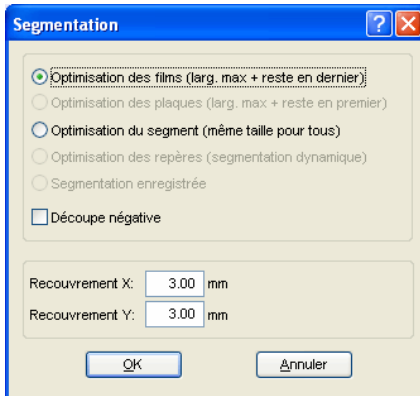 Segmentation
Optimisation des films (larg. max + reste en dernier)
Optimisation des plaques (larg. max + reste en premier)
Optimisation du segment (même taille pour tous)
Optimisation des repères (segmentation dynamique)
Segmentation enregistrée
Découpe négative
Recouvrement X: 3.00 mm
Recouvrement Y: 3.00 mm
OK Annuler